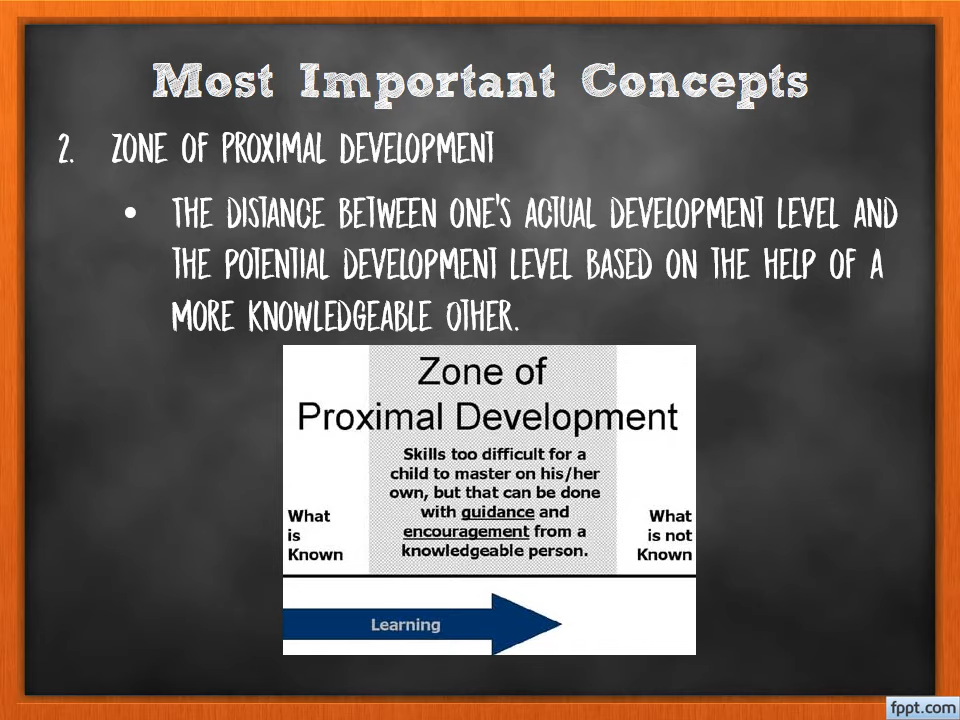 Most Important Concepts
2. ZONE OF PROXIMAL DEVELOPMENT
• THE DISTANCE BETWEEN ONE'S ACTUAL DEVELOPMENT LEVEL AND
THE POTENTIAL DEVELOPMENT LEVEL BASED ON THE HELP OF A
MORE KNOWLEDGEABLE OTHER.
Zone of
Proximal Development
Skills too difficult for a
child to master on his/her
own, but that can be done
with guidance and
encouragement from a
knowledgeable person.
What
is
Known
What
is not
Known
Learning
fppt.com